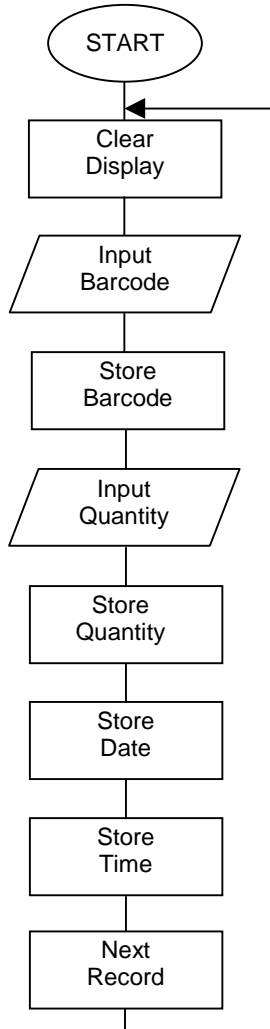 START
Clear
Display
Input
Barcode
Store
Barcode
Input
Quantity
Store
Quantity
Store
Date
Store
Time
Next
Record